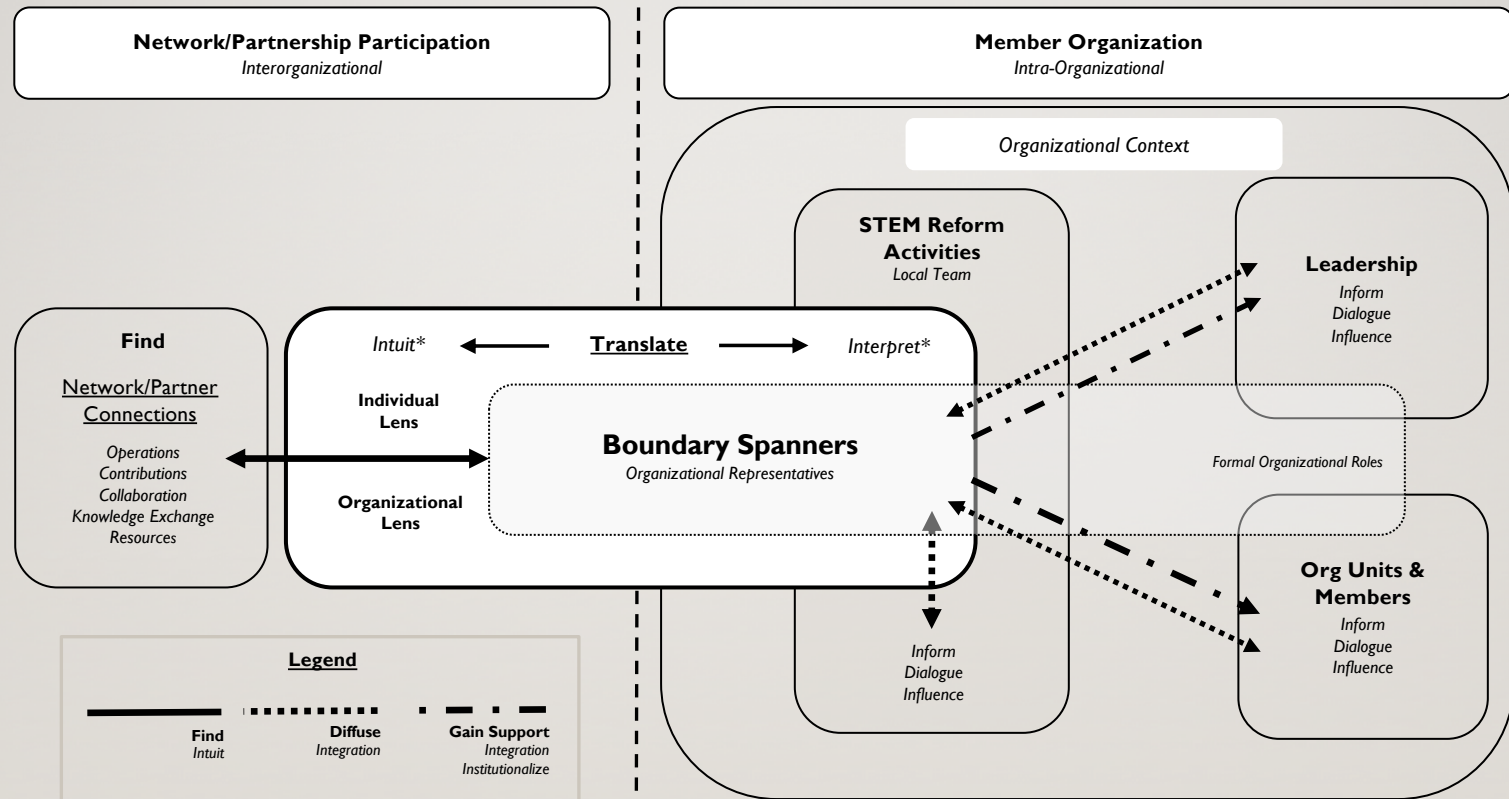 Network/Partnership Participation
Interorganizational
Member Organization
Intra-Organizational
Organizational Context
STEM Reform
Activities
Local Team
Leadership
Inform
Dialogue
Influence
Find
Network/Partner
Connections
Operations
Contributions
Collaboration
Knowledge Exchange
Resources
Intuit*
Translate
Interpret*
Individual
Lens
Organizational
Lens
Boundary Spanners
Organizational Representatives
Formal Organizational Roles
Inform
Dialogue
Influence
Org Units &
Members
Inform
Dialogue
Influence
Legend
Find
Intuit
Diffuse
Integration
Gain Support
Integration
Institutionalize